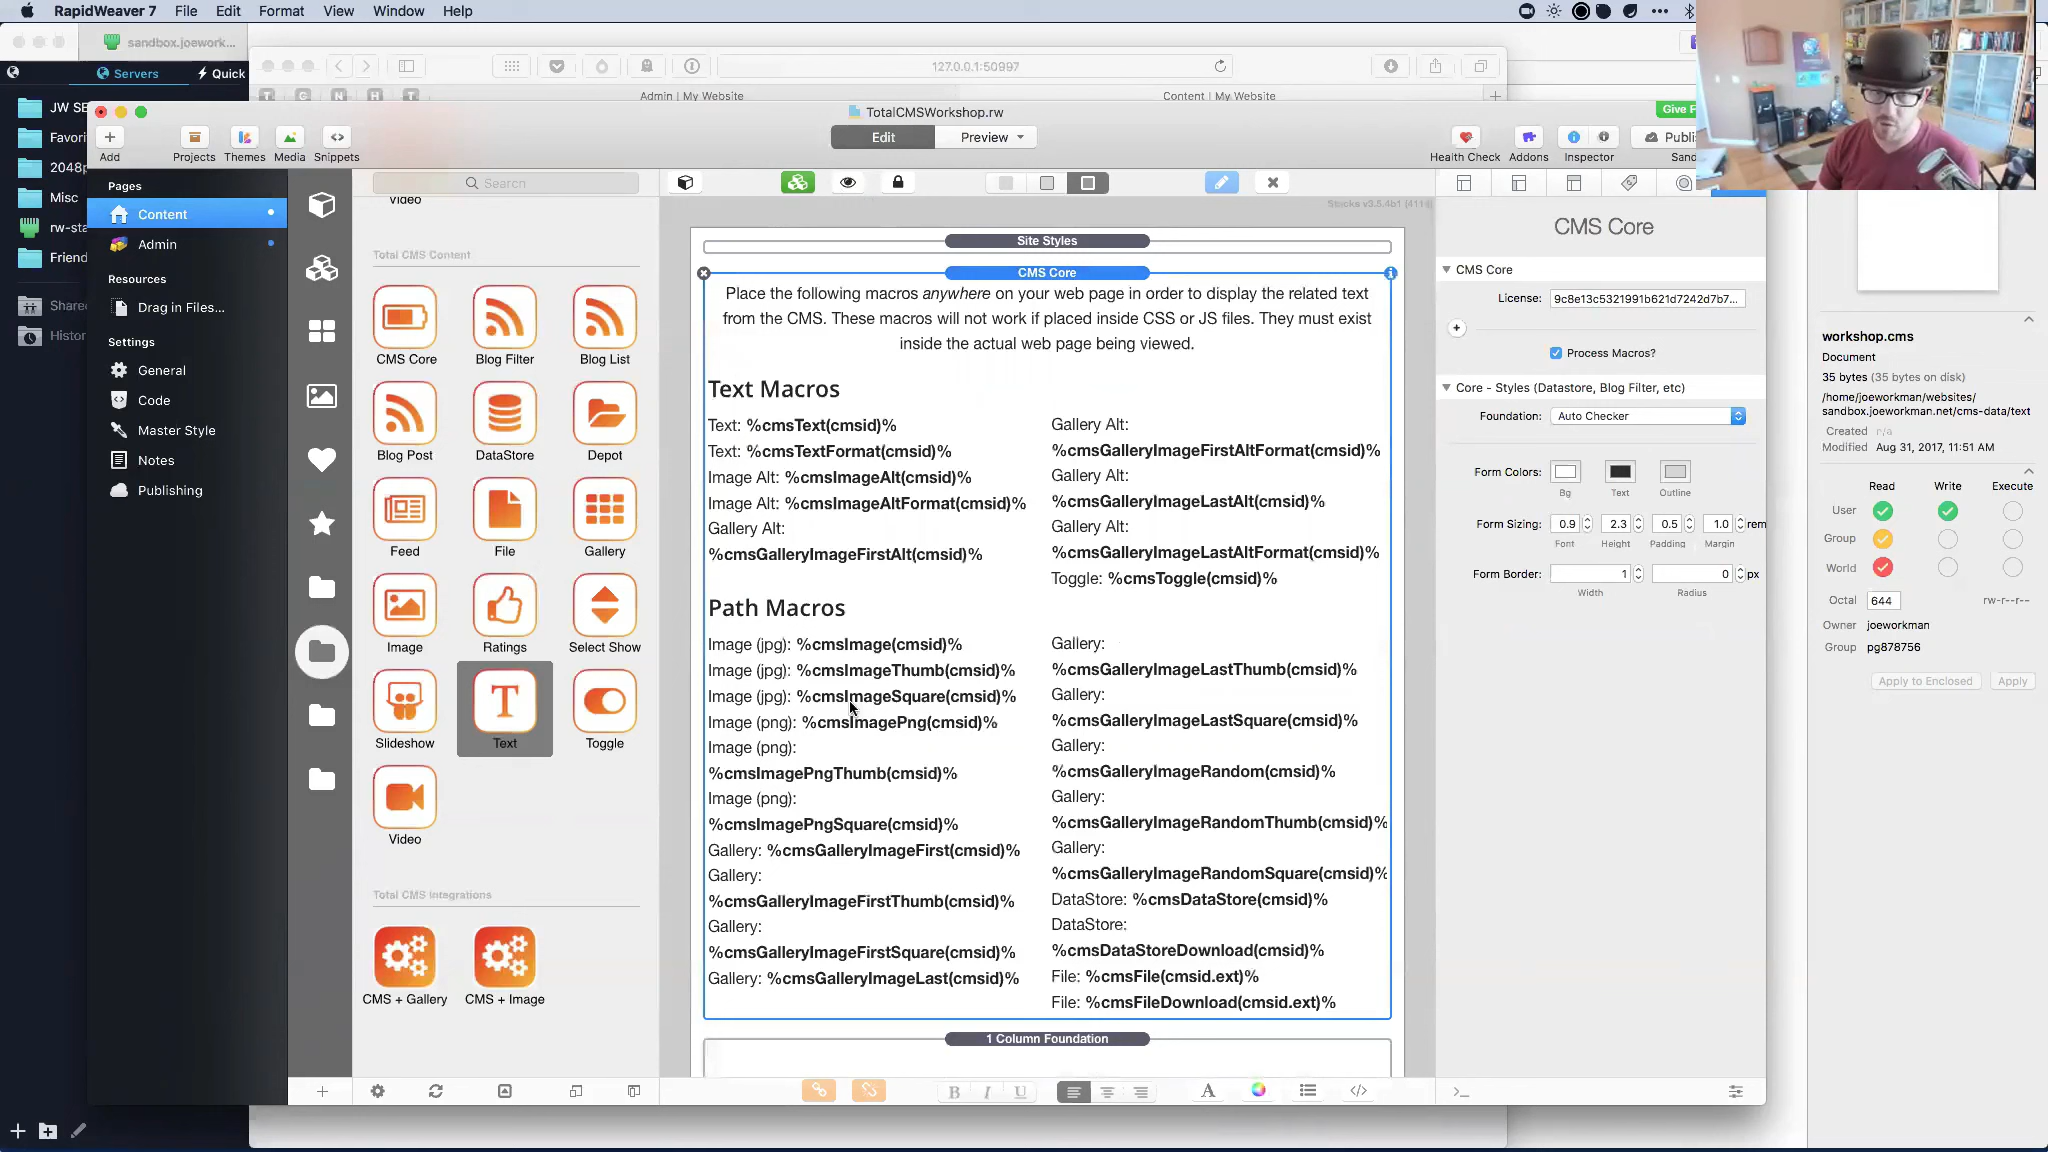 RapidWeaver 7 File Edit Format View Window Help
sandbox.joework...
Servers Quick
127.0.0.1:50997
Admin | My Website
Content | My Website
JW SE
Favori
2048p
Misc
rw-sta
Friend
Share
Histor
TotalCMSWorkshop.rw
Give F
Add
Projects
Themes
Media
Snippets
Edit
Preview
Health Check
Addons
Inspector
Publi
San
Pages
Content
Admin
Resources
Drag in Files...
Settings
General
Code
Master Style
Notes
Publishing
Search
Video
Total CMS Content
CMS Core
Blog Filter
Blog List
Blog Post
DataStore
Depot
Feed
File
Gallery
Image
Ratings
Select Show
Slideshow
Text
Toggle
Video
Total CMS Integrations
CMS + Gallery
CMS + Image
Site Styles
CMS Core
Place the following macros anywhere on your web page in order to display the related text
from the CMS. These macros will not work if placed inside CSS or JS files. They must exist
inside the actual web page being viewed.
Text Macros
Text: %cmsText(cmsid)%
Text: %cmsTextFormat(cmsid)%
Image Alt: %cmsImageAlt(cmsid)%
Image Alt: %cmsImageAltFormat(cmsid)%
Gallery Alt:
%cmsGalleryImageFirstAlt(cmsid)%
Gallery Alt:
%cmsGalleryImageFirstAltFormat(cmsid)%
Gallery Alt:
%cmsGalleryImageLastAlt(cmsid)%
Gallery Alt:
%cmsGalleryImageLastAltFormat(cmsid)%
Toggle: %cmsToggle(cmsid)%
Path Macros
Image (jpg): %cmsImage(cmsid)%
Image (jpg): %cmsImageThumb(cmsid)%
Image (jpg): %cmsImageSquare(cmsid)%
Image (png): %cmsImagePng(cmsid)%
Image (png):
%cmsImagePngThumb(cmsid)%
Image (png):
%cmsImagePngSquare(cmsid)%
Gallery: %cmsGalleryImageFirst(cmsid)%
Gallery:
%cmsGalleryImageFirstThumb(cmsid)%
Gallery:
%cmsGalleryImageFirstSquare(cmsid)%
Gallery: %cmsGalleryImageLast(cmsid)%
Gallery:
%cmsGalleryImageLastThumb(cmsid)%
Gallery:
%cmsGalleryImageLastSquare(cmsid)%
Gallery:
%cmsGalleryImageRandom(cmsid)%
Gallery:
%cmsGalleryImageRandomThumb(cmsid)%
Gallery:
%cmsGalleryImageRandomSquare(cmsid)%
DataStore: %cmsDataStore(cmsid)%
DataStore:
%cmsDataStoreDownload(cmsid)%
File: %cmsFile(cmsid.ext)%
File: %cmsFileDownload(cmsid.ext)%
1 Column Foundation
B I U A
CMS Core
CMS Core
License: 9c8e13c5321991b621d7242d7b7...
Process Macros?
Core - Styles (Datastore, Blog Filter, etc)
Foundation: Auto Checker
Form Colors:
Bg Text Outline
Form Sizing: 0.9 2.3 0.5 1.0 rem
Font Height Padding Margin
Form Border: 1 0 px
Width Radius
workshop.cms
Document
35 bytes (35 bytes on disk)
/home/joeworkman/websites/
sandbox.joeworkman.net/cms-data/text
Created n/a
Modified Aug 31, 2017, 11:51 AM
Read Write Execute
User
Group
World
Octal 644 rw-r--r--
Owner joeworkman
Group pg878756
Apply to Enclosed Apply